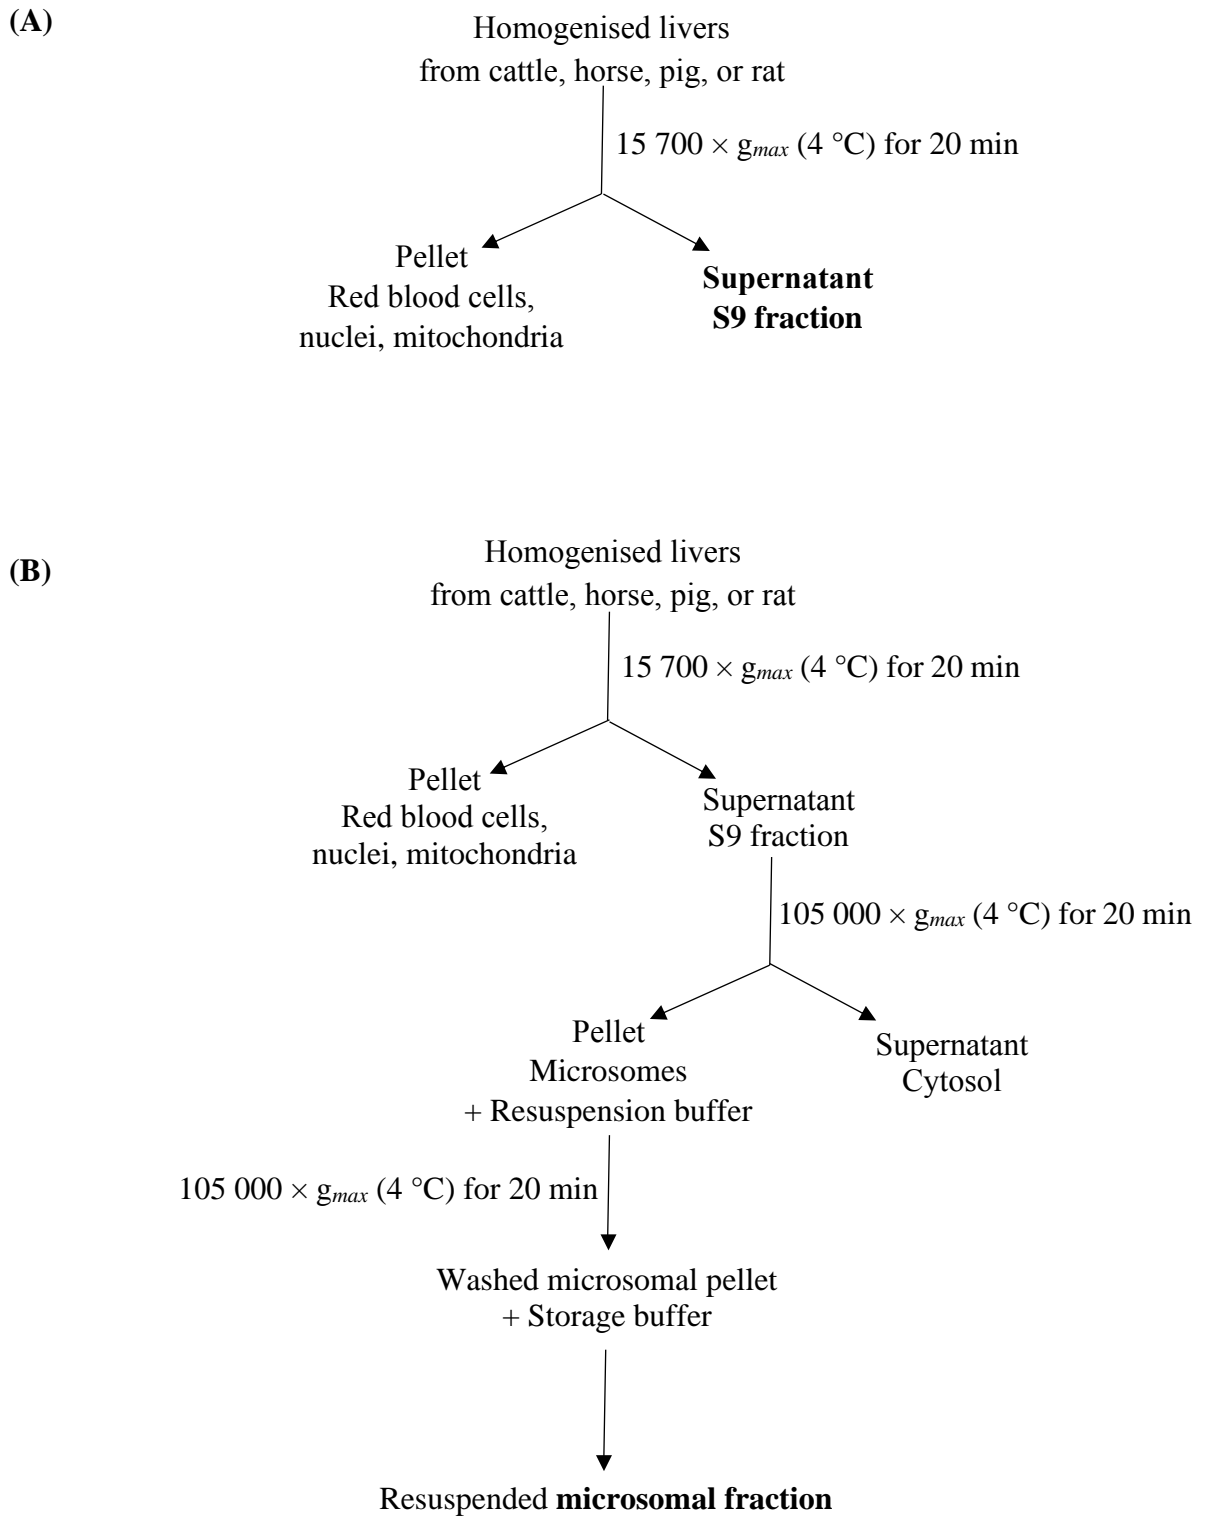 (A)
Homogenised livers
from cattle, horse, pig, or rat
15 700 × gmax (4 °C) for 20 min
Pellet
Red blood cells,
nuclei, mitochondria
Supernatant
S9 fraction
(B)
Homogenised livers
from cattle, horse, pig, or rat
15 700 × gmax (4 °C) for 20 min
Pellet
Red blood cells,
nuclei, mitochondria
Supernatant
S9 fraction
105 000 × gmax (4 °C) for 20 min
Pellet
Microsomes
+ Resuspension buffer
Supernatant
Cytosol
105 000 × gmax (4 °C) for 20 min
Washed microsomal pellet
+ Storage buffer
Resuspended microsomal fraction